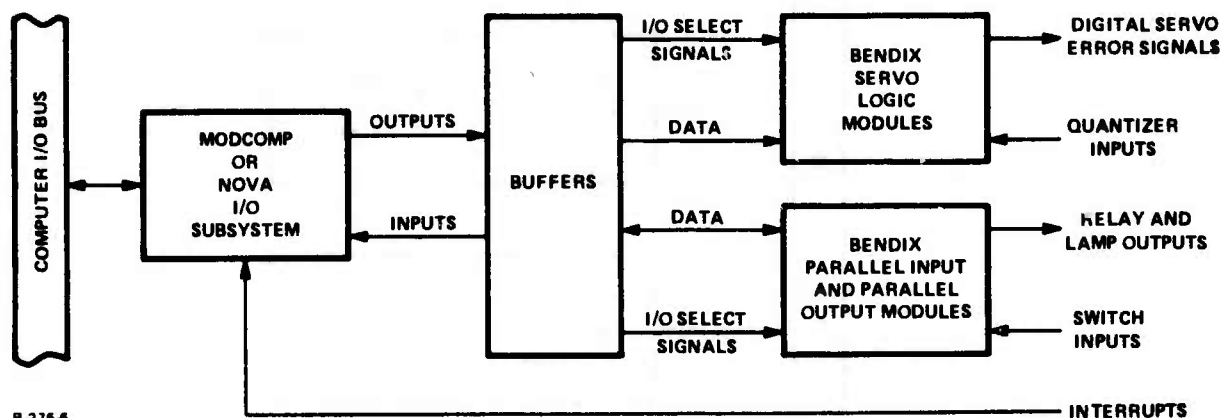 COMPUTER I/O BUS
MODCOMP
OR
NOVA
I/O
SUBSYSTEM
OUTPUTS
INPUTS
BUFFERS
I/O SELECT
SIGNALS
DATA
DATA
I/O SELECT
SIGNALS
BENDIX
SERVO
LOGIC
MODULES
BENDIX
PARALLEL INPUT
AND PARALLEL
OUTPUT MODULES
DIGITAL SERVO
ERROR SIGNALS
QUANTIZER
INPUTS
RELAY AND
LAMP OUTPUTS
SWITCH
INPUTS
INTERRUPTS